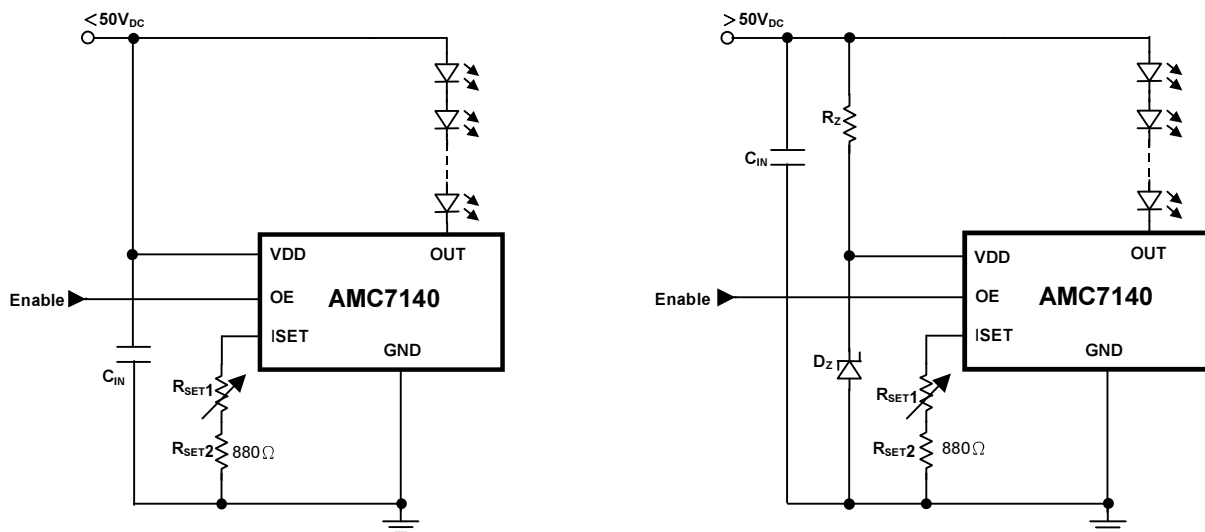 <50VDC
VDD
OUT
Enable
OE
AMC7140
ISET
GND
CIN
RSET1
RSET2
880Ω
>50VDC
RZ
CIN
VDD
OUT
Enable
OE
AMC7140
ISET
GND
DZ
RSET1
RSET2
880Ω